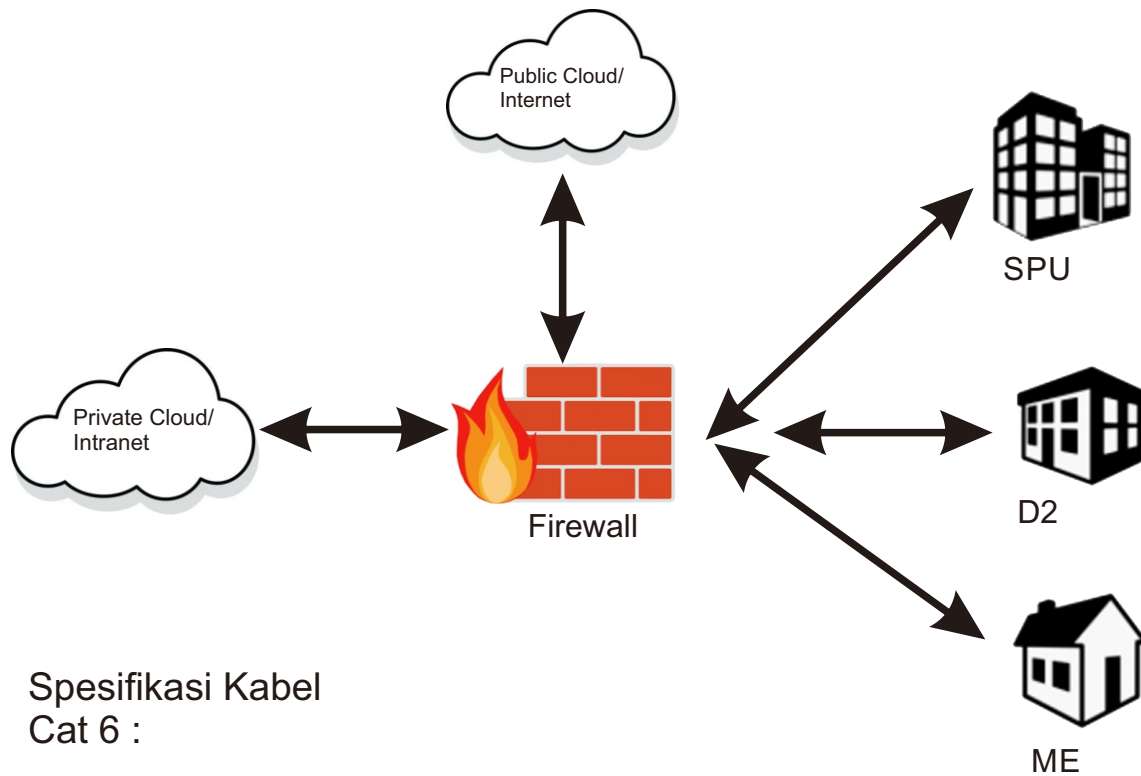 Public Cloud/
Internet
SPU
Private Cloud/
Intranet
Firewall
D2
Spesifikasi Kabel
Cat 6 :
ME